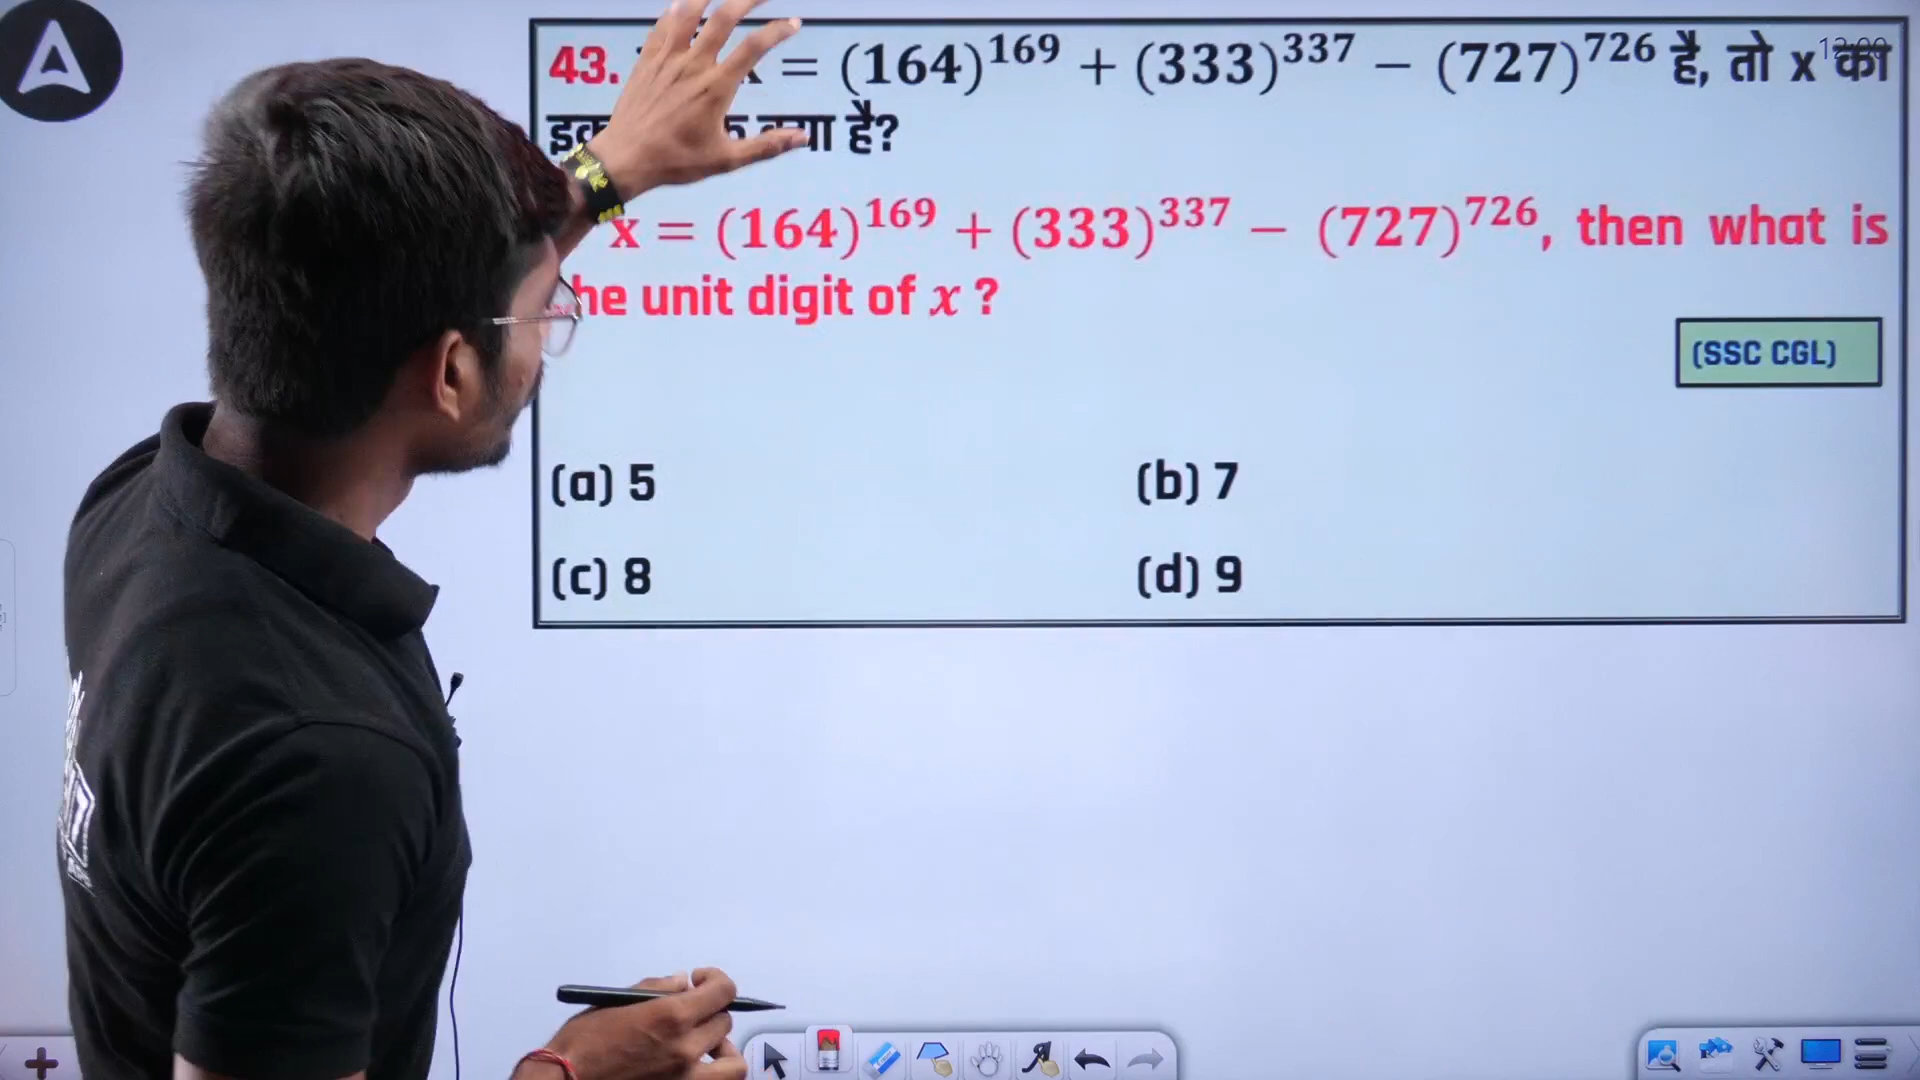 43. x = (164)^169 + (333)^337 − (727)^726 है, तो x का
क्या है?
x = (164)^169 + (333)^337 − (727)^726, then what is
he unit digit of x ?
(SSC CGL)
(a) 5 (b) 7
(c) 8 (d) 9